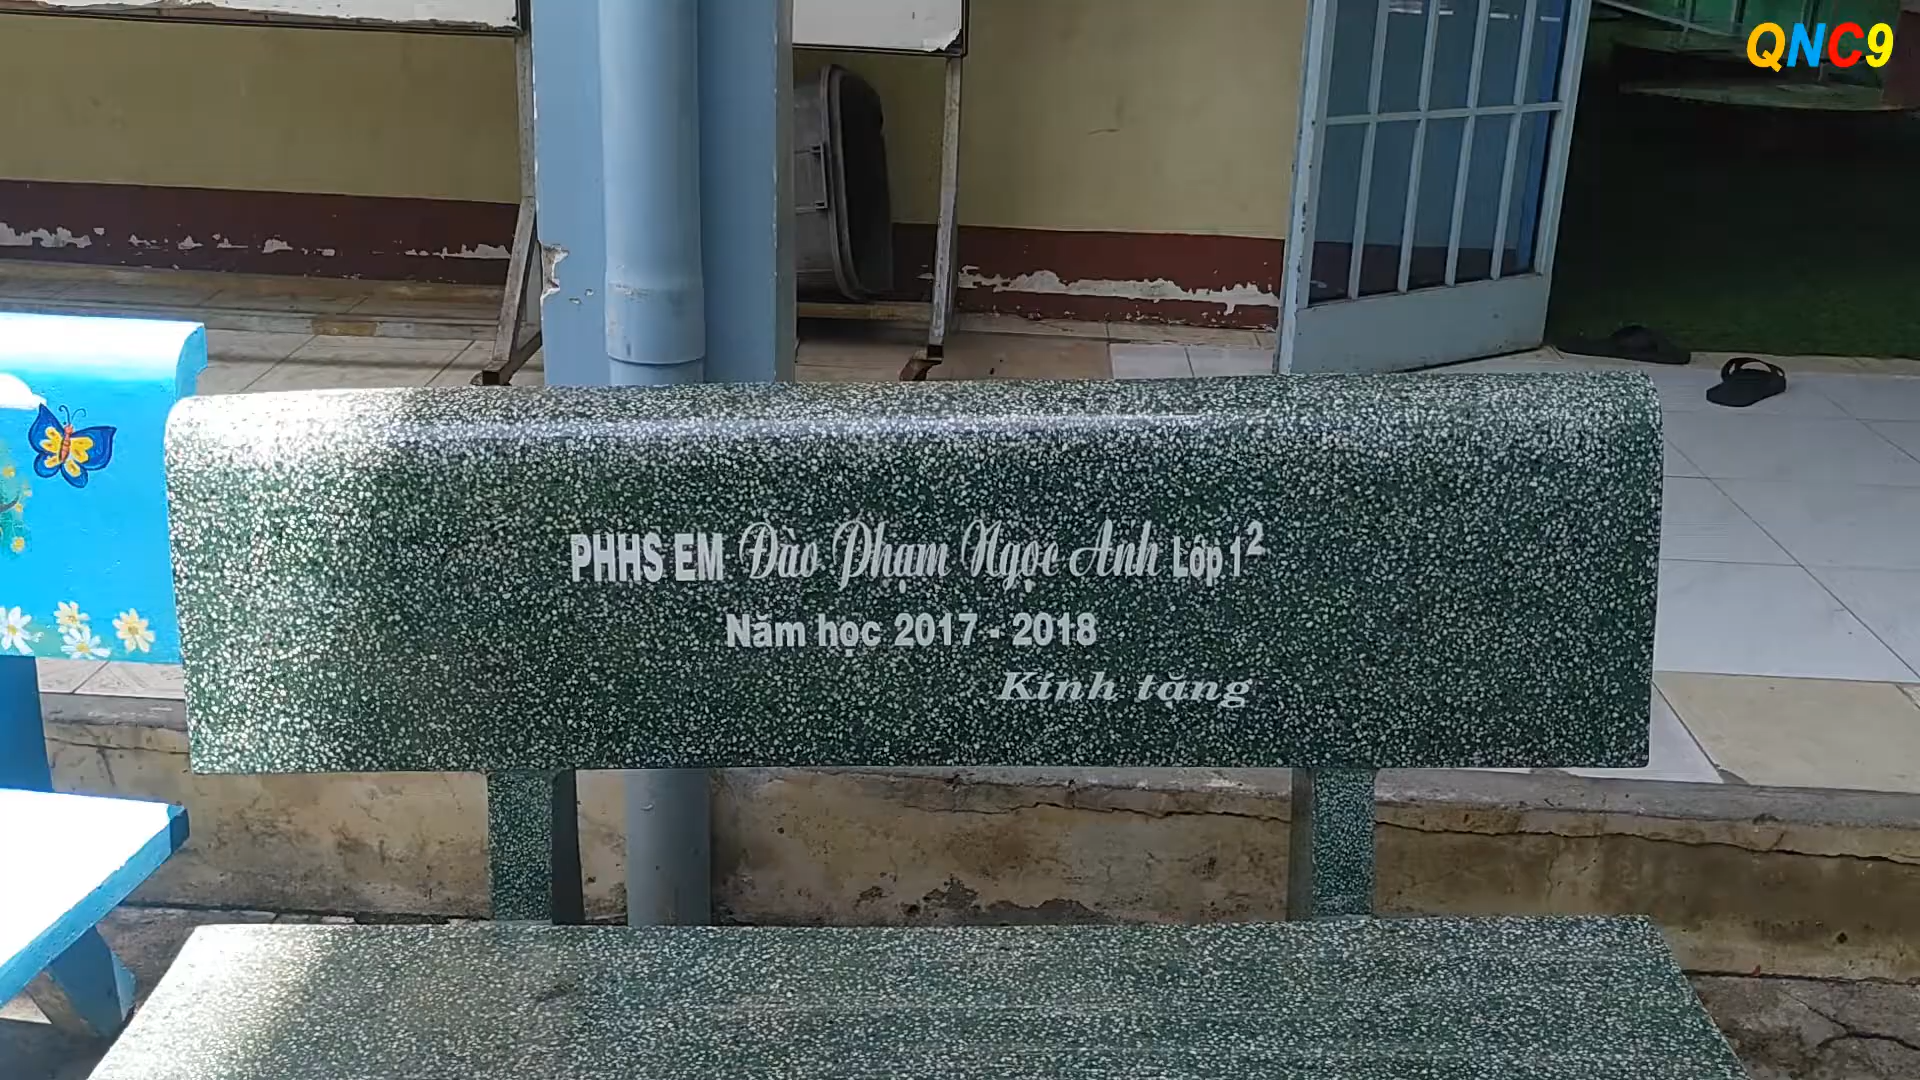 QNC9
PHHS EM Đào Phạm Ngọc Anh Lớp 1²
Năm học 2017 - 2018
Kính tặng